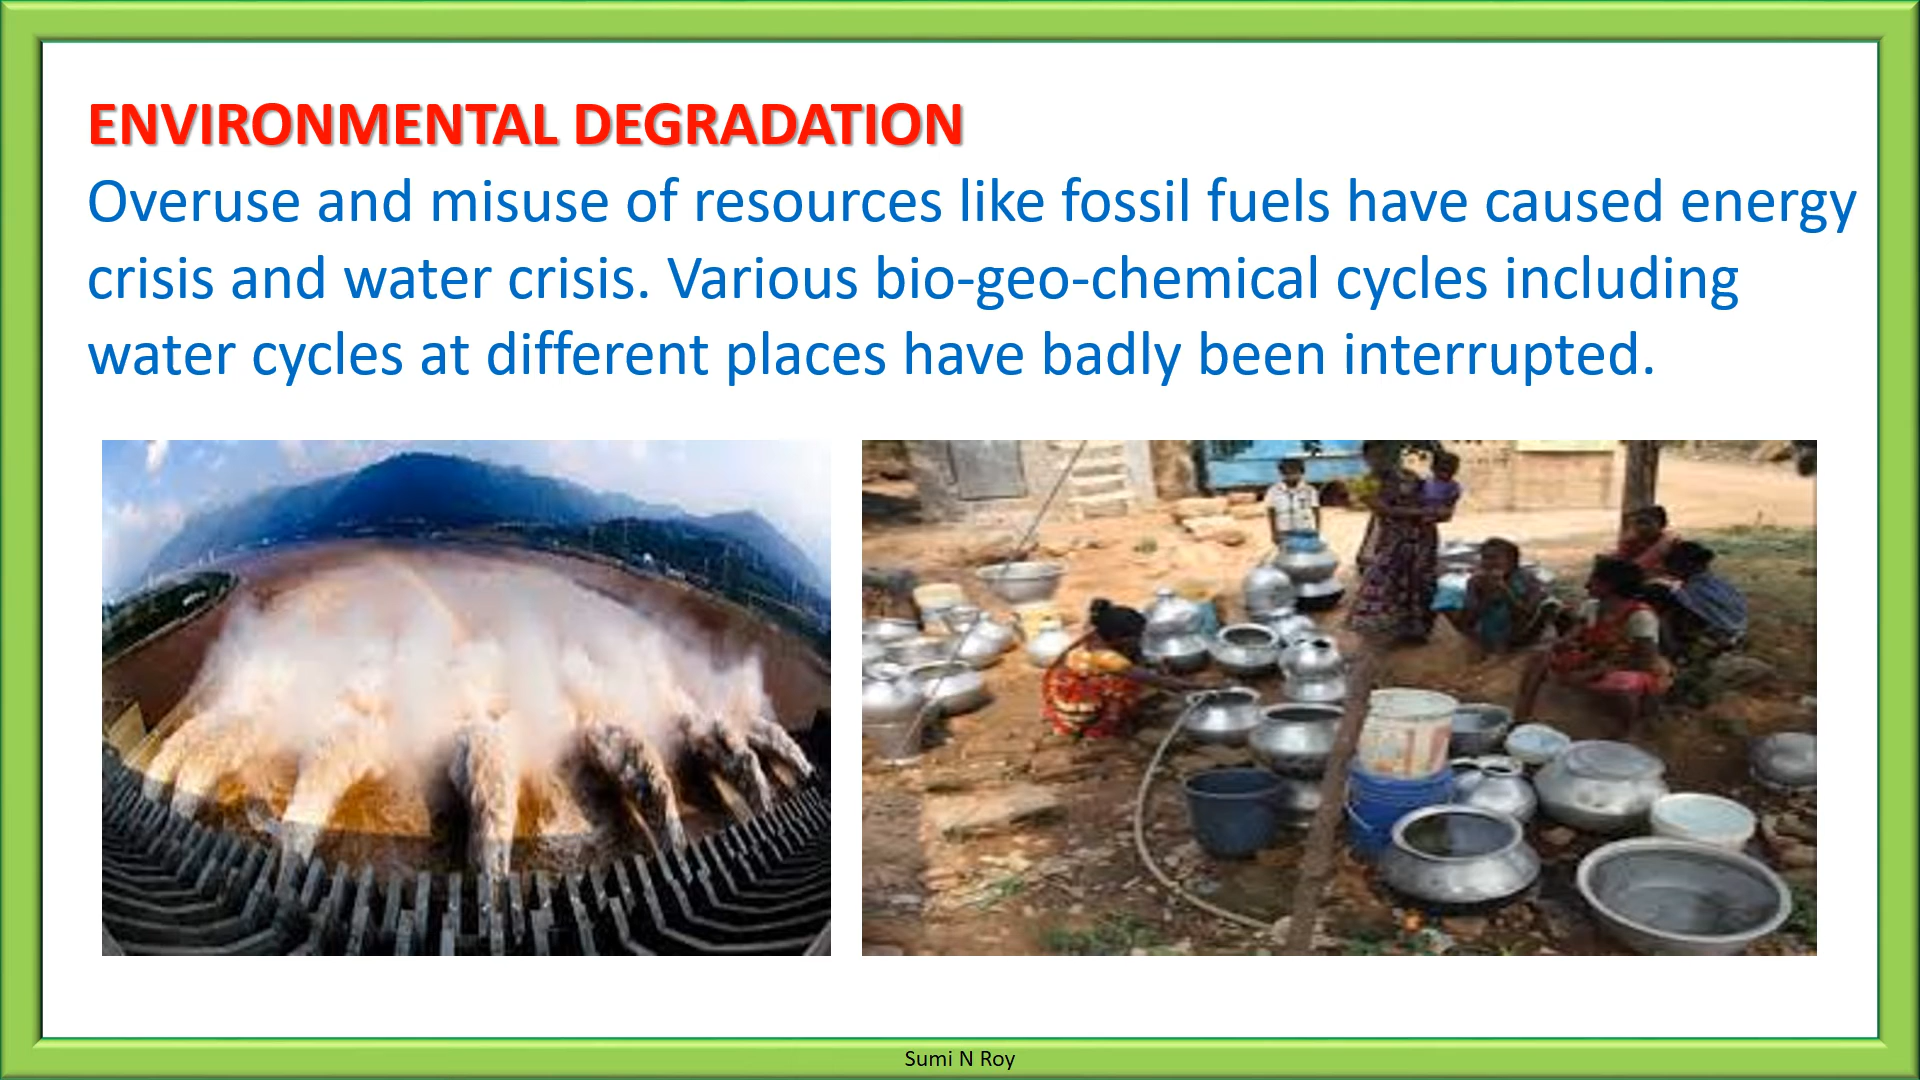 ENVIRONMENTAL DEGRADATION
Overuse and misuse of resources like fossil fuels have caused energy
crisis and water crisis. Various bio-geo-chemical cycles including
water cycles at different places have badly been interrupted.
Sumi N Roy